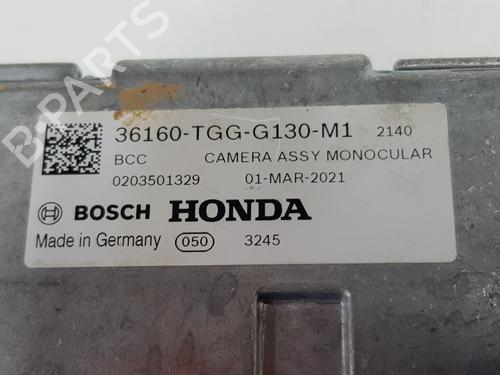 36160-TGG-G130-M1 2140
BCC CAMERA ASSY MONOCULAR
0203501329 01-MAR-2021
BOSCH HONDA
Made in Germany 050 3245
B-PARTS